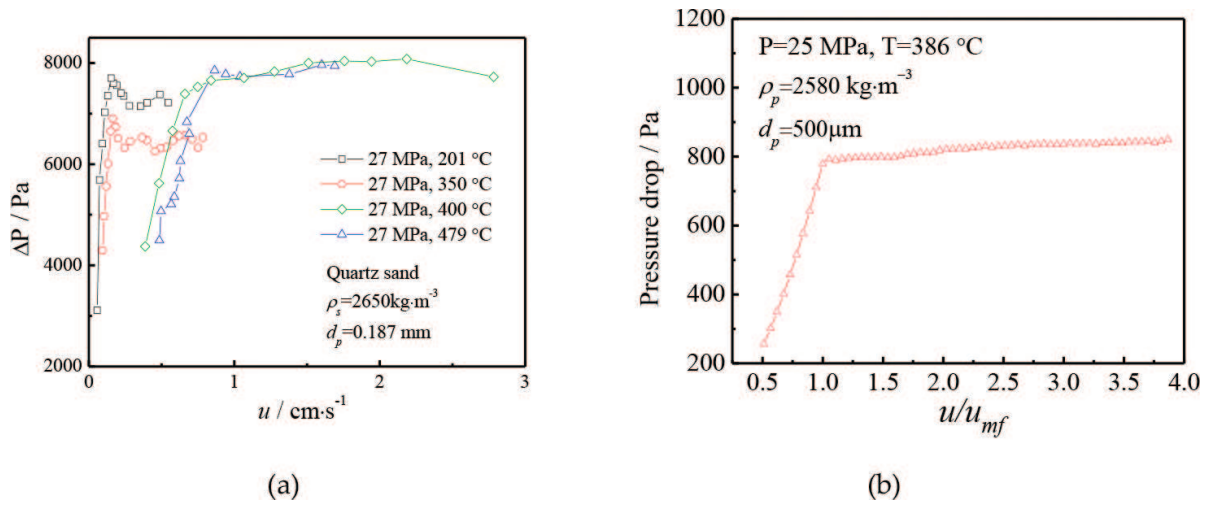 8000
6000
4000
2000
0
1
2
3
ΔP / Pa
u / cm·s⁻¹
27 MPa, 201 °C
27 MPa, 350 °C
27 MPa, 400 °C
27 MPa, 479 °C
Quartz sand
ρₛ=2650kg·m⁻³
dₚ=0.187 mm
(a)
1200
1000
800
600
400
200
0.5
1.0
1.5
2.0
2.5
3.0
3.5
4.0
Pressure drop / Pa
u/u_mf
P=25 MPa, T=386 °C
ρₚ=2580 kg·m⁻³
dₚ=500μm
(b)